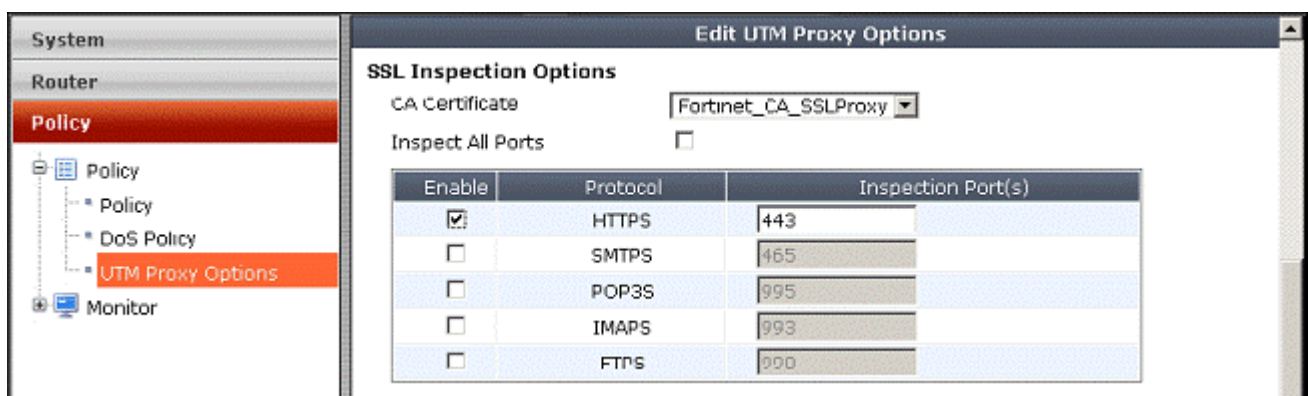 System
Router
Policy
Policy
Policy
DoS Policy
UTM Proxy Options
Monitor
Edit UTM Proxy Options
SSL Inspection Options
CA Certificate Fortinet_CA_SSLProxy
Inspect All Ports
Enable Protocol Inspection Port(s)
HTTPS 443
SMTPS 465
POP3S 995
IMAPS 993
FTPS 990